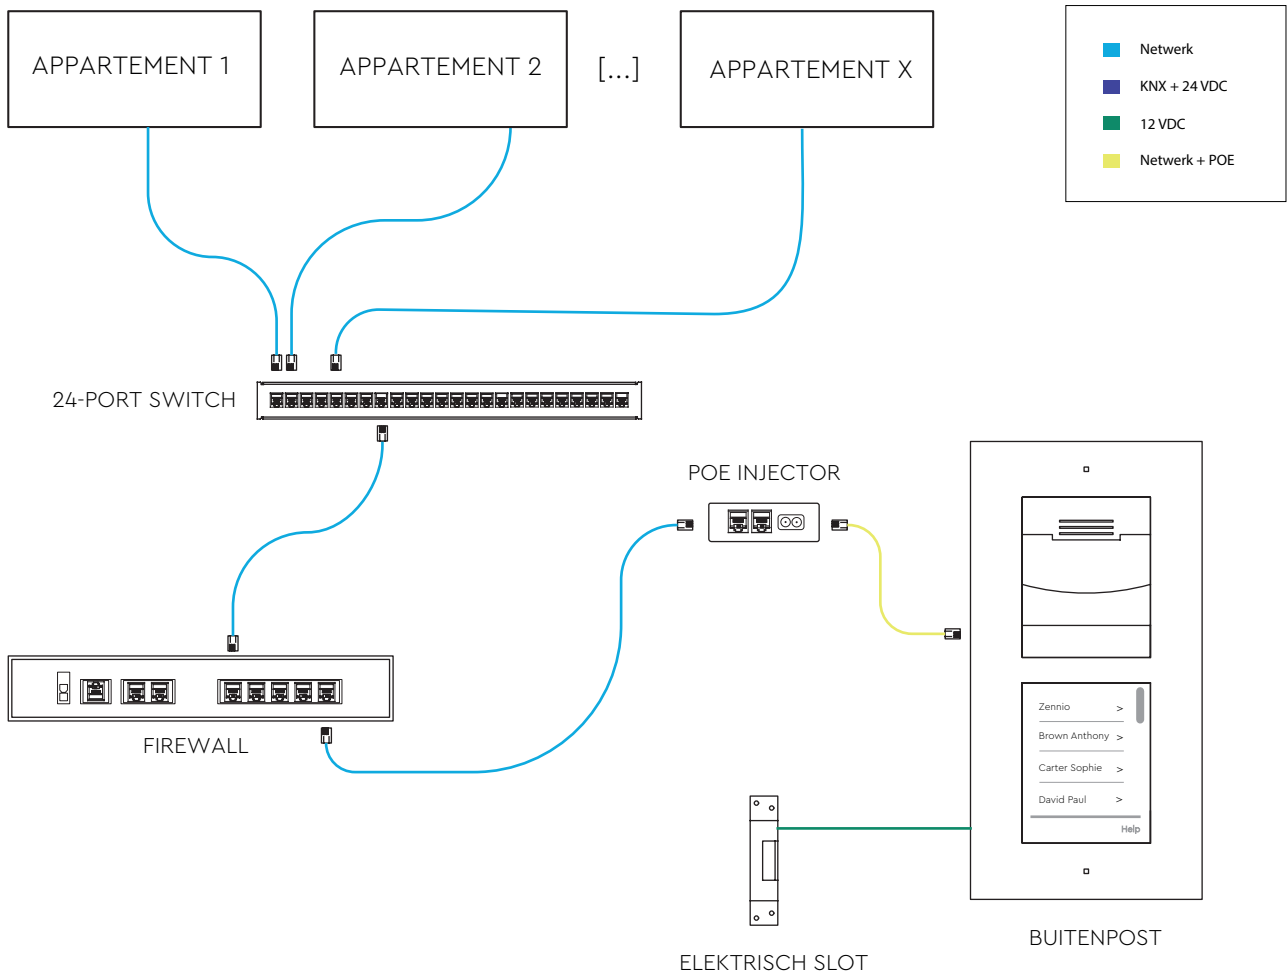 APPARTEMENT 1
APPARTEMENT 2
[...]
APPARTEMENT X
Netwerk
KNX + 24 VDC
12 VDC
Netwerk + POE
24-PORT SWITCH
POE INJECTOR
FIREWALL
Zennio >
Brown Anthony >
Carter Sophie >
David Paul >
Help
BUITENPOST
ELEKTRISCH SLOT